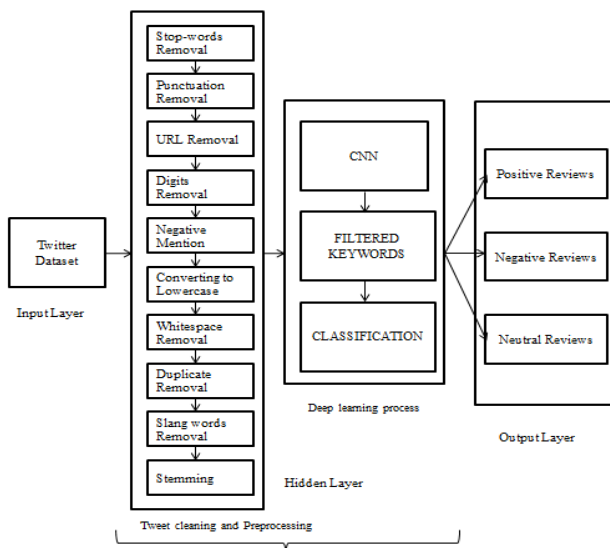 Twitter
Dataset
Input Layer
Stop-words
Removal
Punctuation
Removal
URL Removal
Digits
Removal
Negative
Mention
Converting to
Lowercase
Whitespace
Removal
Duplicate
Removal
Slang words
Removal
Stemming
Tweet cleaning and Preprocessing
CNN
FILTERED
KEYWORDS
CLASSIFICATION
Deep learning process
Hidden Layer
Positive Reviews
Negative Reviews
Neutral Reviews
Output Layer